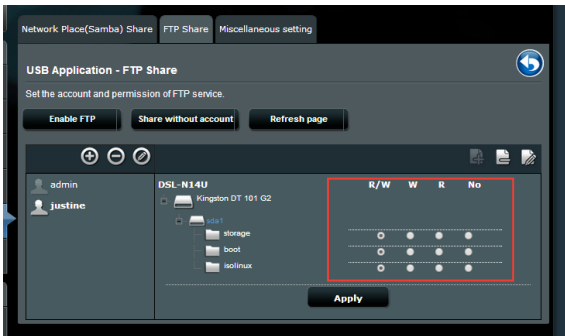 Network Place(Samba) Share FTP Share Miscellaneous setting
USB Application - FTP Share
Set the account and permission of FTP service.
Enable FTP Share without account Refresh page
admin DSL-N14U R/W W R No
justine Kingston DT 101 G2
sda1
storage
boot
isolinux
Apply